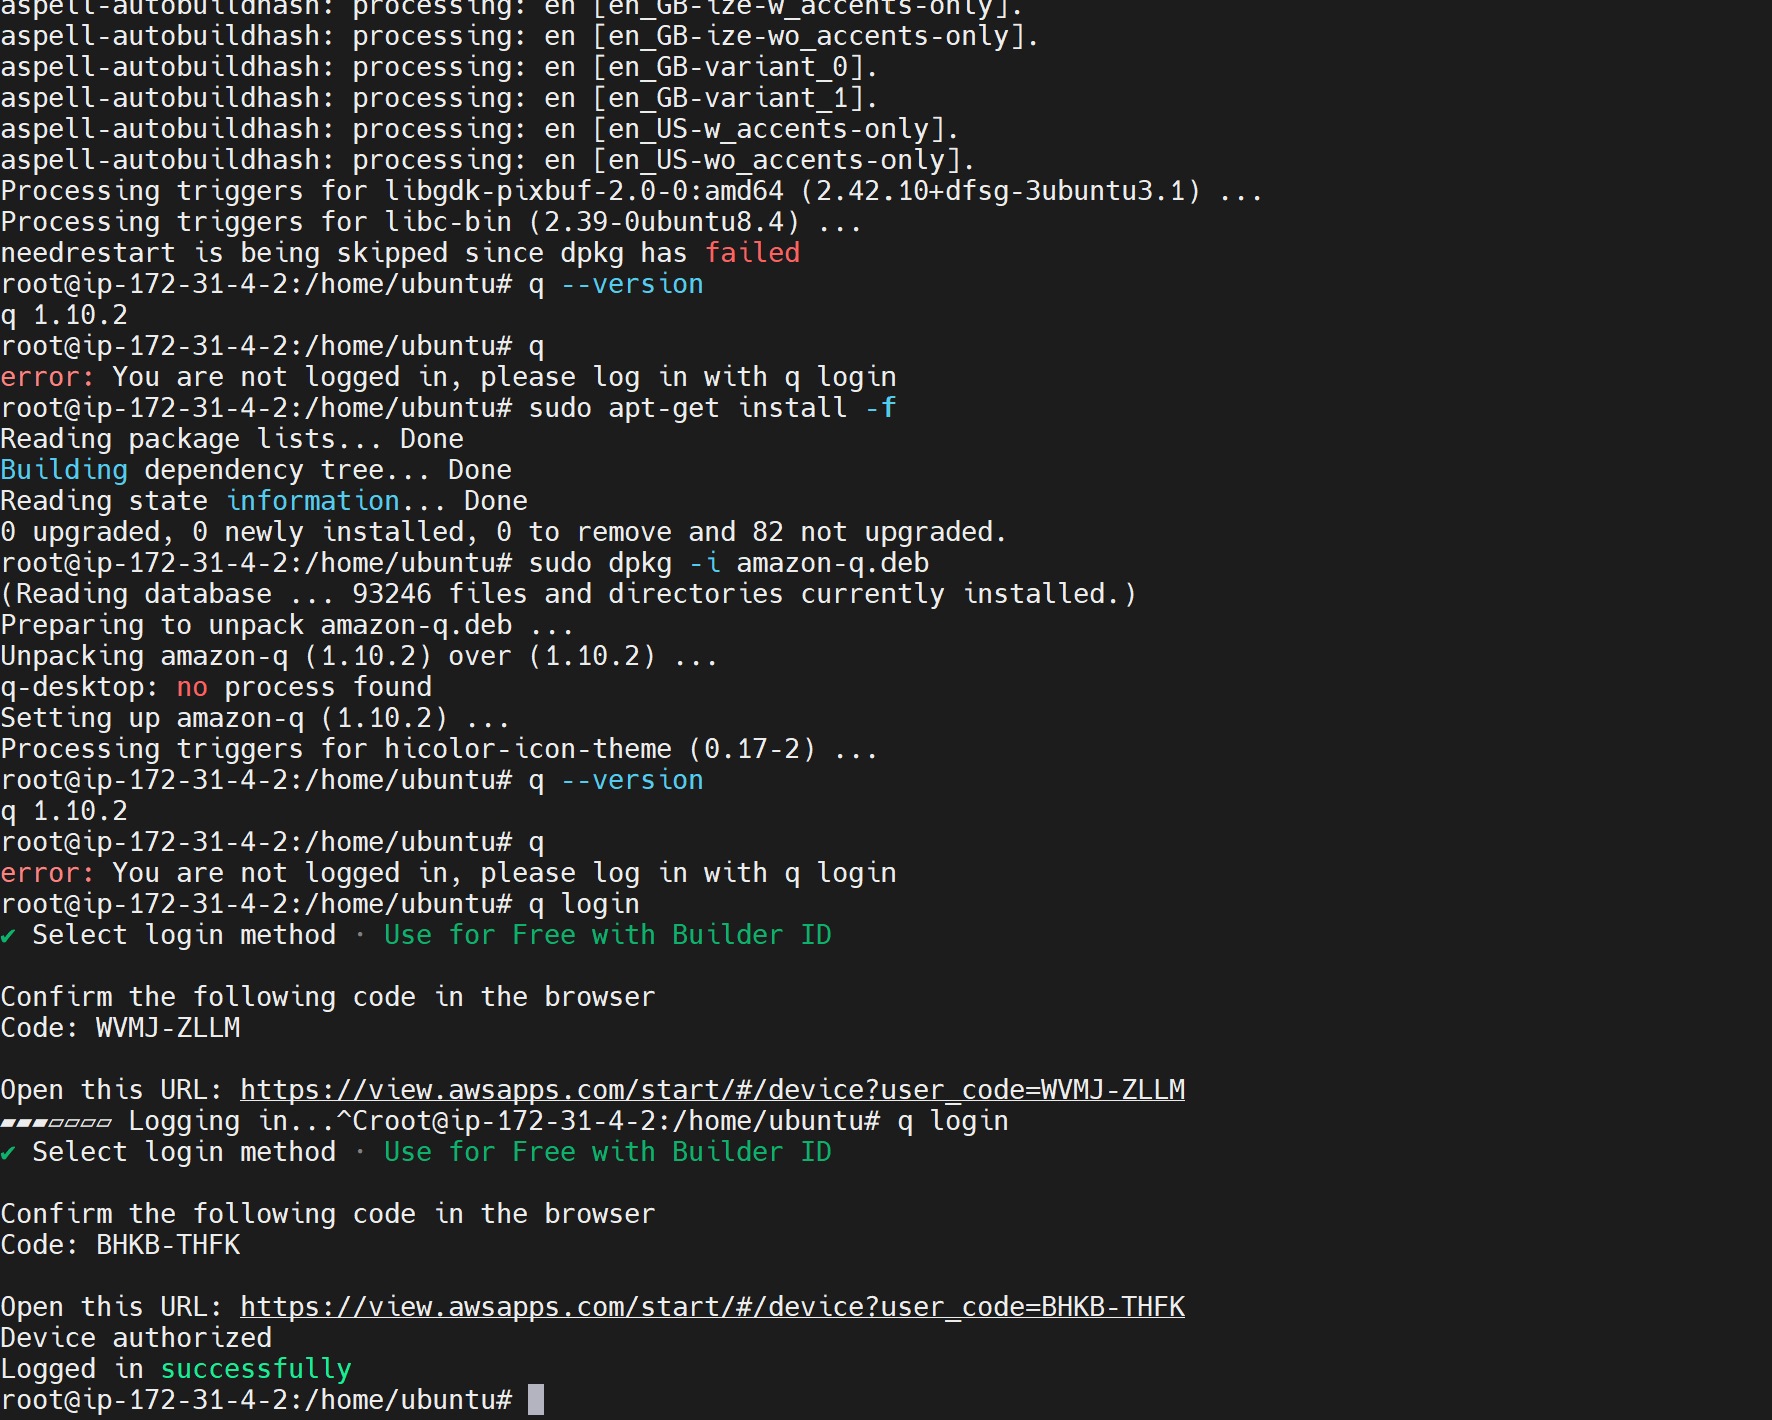 aspell-autobuildhash: processing: en [en_GB-ize-w_accents-only].
aspell-autobuildhash: processing: en [en_GB-ize-wo_accents-only].
aspell-autobuildhash: processing: en [en_GB-variant_0].
aspell-autobuildhash: processing: en [en_GB-variant_1].
aspell-autobuildhash: processing: en [en_US-w_accents-only].
aspell-autobuildhash: processing: en [en_US-wo_accents-only].
Processing triggers for libgdk-pixbuf-2.0-0:amd64 (2.42.10+dfsg-3ubuntu3.1) ...
Processing triggers for libc-bin (2.39-0ubuntu8.4) ...
needrestart is being skipped since dpkg has failed
root@ip-172-31-4-2:/home/ubuntu# q --version
q 1.10.2
root@ip-172-31-4-2:/home/ubuntu# q
error: You are not logged in, please log in with q login
root@ip-172-31-4-2:/home/ubuntu# sudo apt-get install -f
Reading package lists... Done
Building dependency tree... Done
Reading state information... Done
0 upgraded, 0 newly installed, 0 to remove and 82 not upgraded.
root@ip-172-31-4-2:/home/ubuntu# sudo dpkg -i amazon-q.deb
(Reading database ... 93246 files and directories currently installed.)
Preparing to unpack amazon-q.deb ...
Unpacking amazon-q (1.10.2) over (1.10.2) ...
q-desktop: no process found
Setting up amazon-q (1.10.2) ...
Processing triggers for hicolor-icon-theme (0.17-2) ...
root@ip-172-31-4-2:/home/ubuntu# q --version
q 1.10.2
root@ip-172-31-4-2:/home/ubuntu# q
error: You are not logged in, please log in with q login
root@ip-172-31-4-2:/home/ubuntu# q login
✔ Select login method · Use for Free with Builder ID
Confirm the following code in the browser
Code: WVMJ-ZLLM
Open this URL: https://view.awsapps.com/start/#/device?user_code=WVMJ-ZLLM
▰▰▰▱▱▱▱ Logging in...^Croot@ip-172-31-4-2:/home/ubuntu# q login
✔ Select login method · Use for Free with Builder ID
Confirm the following code in the browser
Code: BHKB-THFK
Open this URL: https://view.awsapps.com/start/#/device?user_code=BHKB-THFK
Device authorized
Logged in successfully
root@ip-172-31-4-2:/home/ubuntu#